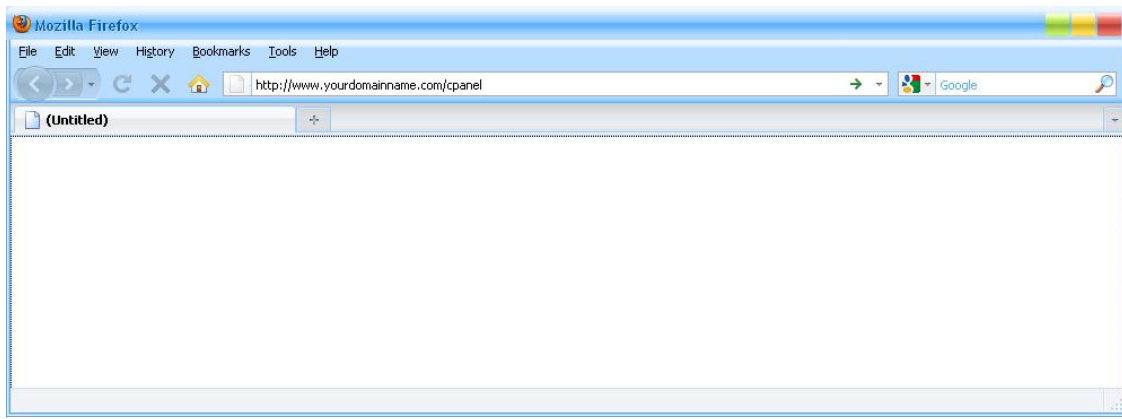 Mozilla Firefox
File Edit View History Bookmarks Tools Help
http://www.yourdomainname.com/cpanel Google
(Untitled)